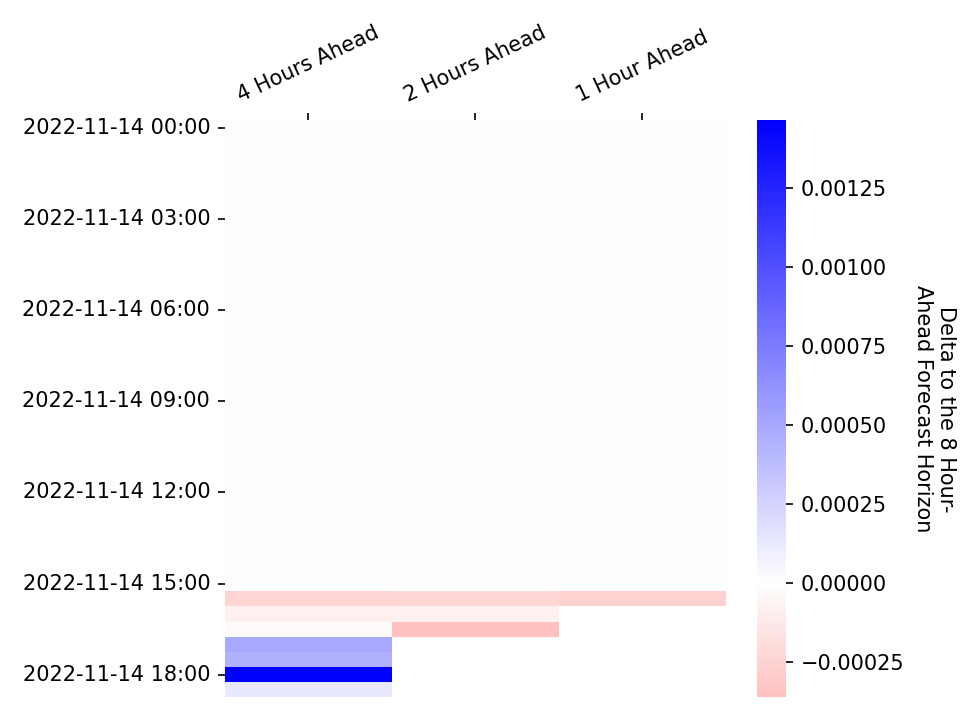 4 Hours Ahead
2 Hours Ahead
1 Hour Ahead
2022-11-14 00:00
2022-11-14 03:00
2022-11-14 06:00
2022-11-14 09:00
2022-11-14 12:00
2022-11-14 15:00
2022-11-14 18:00
0.00125
0.00100
0.00075
0.00050
0.00025
0.00000
−0.00025
Delta to the 8 Hour-
Ahead Forecast Horizon